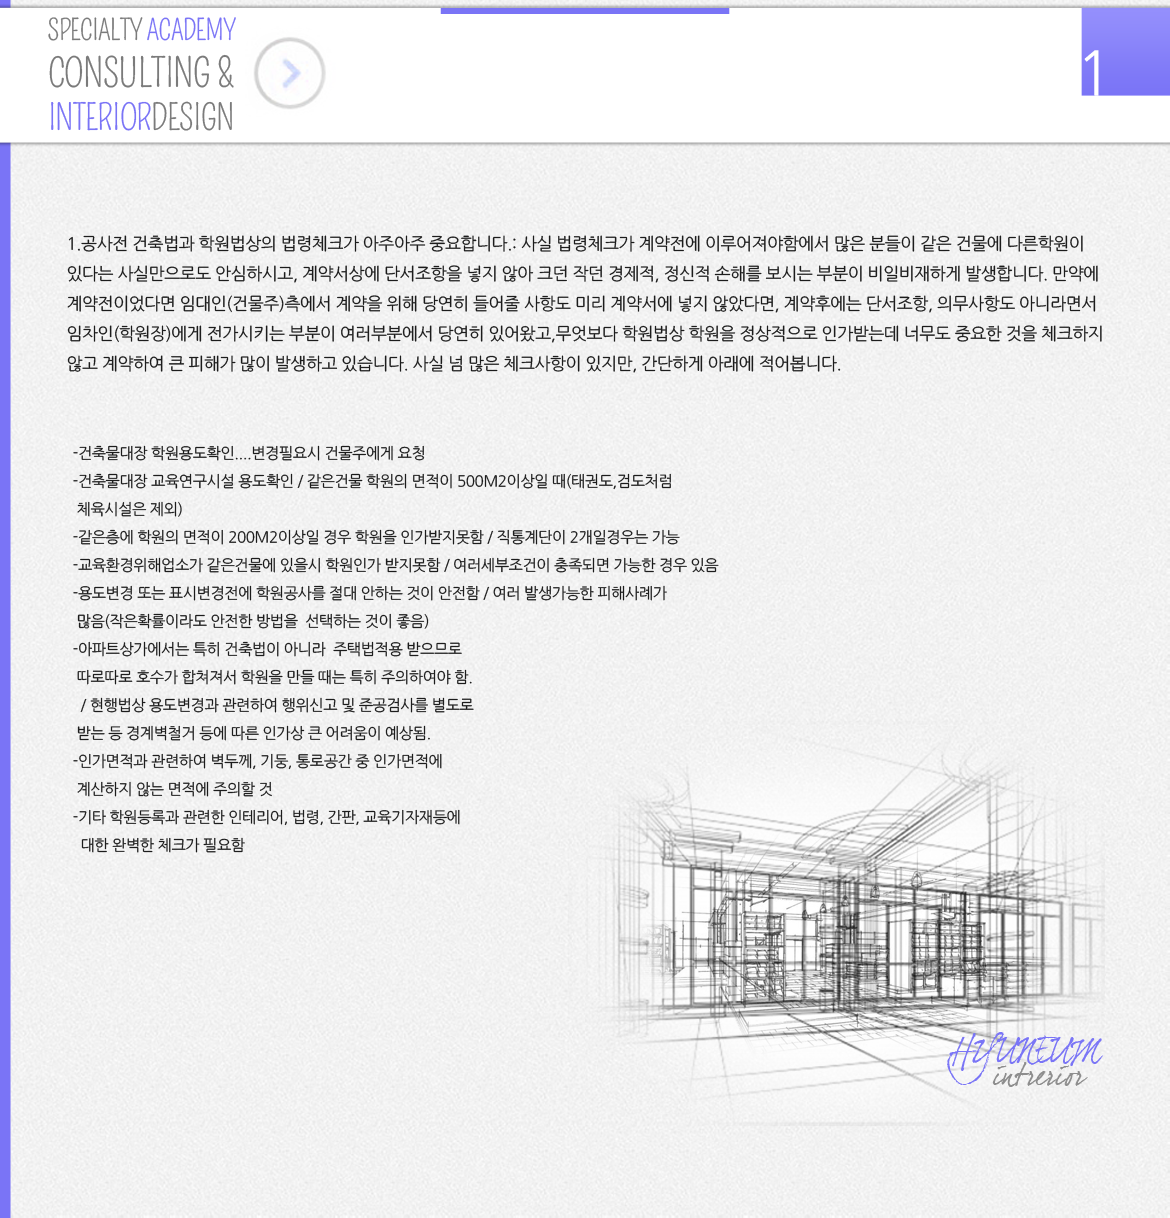 SPECIALTY ACADEMY
CONSULTING &
INTERIORDESIGN
1
1.공사전 건축법과 학원법상의 법령체크가 아주아주 중요합니다.: 사실 법령체크가 계약전에 이루어져야함에서 많은 분들이 같은 건물에 다른학원이
있다는 사실만으로도 안심하시고, 계약서상에 단서조항을 넣지 않아 크던 작던 경제적, 정신적 손해를 보시는 부분이 비일비재하게 발생합니다. 만약에
계약전이었다면 임대인(건물주)측에서 계약을 위해 당연히 들어줄 사항도 미리 계약서에 넣지 않았다면, 계약후에는 단서조항, 의무사항도 아니라면서
임차인(학원장)에게 전가시키는 부분이 여러부분에서 당연히 있어왔고,무엇보다 학원법상 학원을 정상적으로 인가받는데 너무도 중요한 것을 체크하지
않고 계약하여 큰 피해가 많이 발생하고 있습니다. 사실 넘 많은 체크사항이 있지만, 간단하게 아래에 적어봅니다.
-건축물대장 학원용도확인....변경필요시 건물주에게 요청
-건축물대장 교육연구시설 용도확인 / 같은건물 학원의 면적이 500M2이상일 때(태권도,검도처럼
체육시설은 제외)
-같은층에 학원의 면적이 200M2이상일 경우 학원을 인가받지못함 / 직통계단이 2개일경우는 가능
-교육환경위해업소가 같은건물에 있을시 학원인가 받지못함 / 여러세부조건이 충족되면 가능한 경우 있음
-용도변경 또는 표시변경전에 학원공사를 절대 안하는 것이 안전함 / 여러 발생가능한 피해사례가
많음(작은확률이라도 안전한 방법을 선택하는 것이 좋음)
-아파트상가에서는 특히 건축법이 아니라 주택법적용 받으므로
따로따로 호수가 합쳐져서 학원을 만들 때는 특히 주의하여야 함.
/ 현행법상 용도변경과 관련하여 행위신고 및 준공검사를 별도로
받는 등 경계벽철거 등에 따른 인가상 큰 어려움이 예상됨.
-인가면적과 관련하여 벽두께, 기둥, 통로공간 중 인가면적에
계산하지 않는 면적에 주의할 것
-기타 학원등록과 관련한 인테리어, 법령, 간판, 교육기자재등에
대한 완벽한 체크가 필요함
HYUNEUM
intrerior